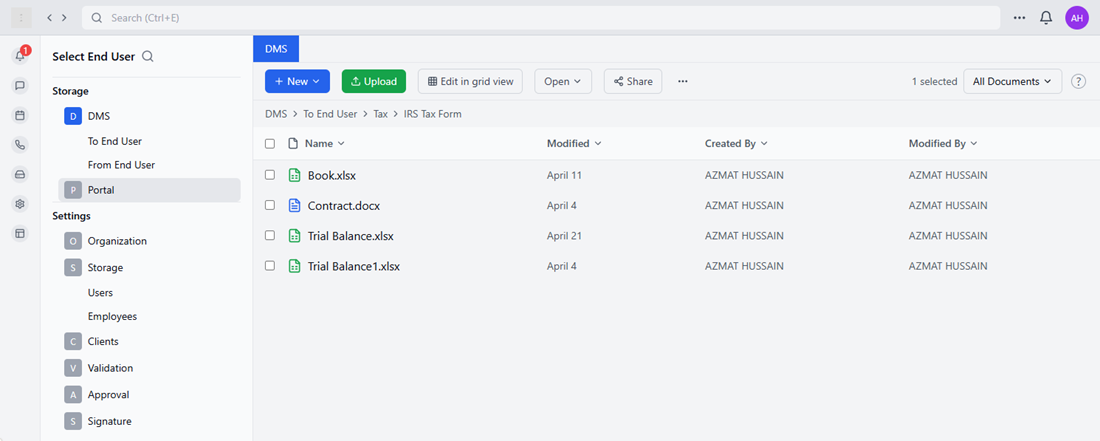 Search (Ctrl+E)
AH
1
Select End User
Storage
D DMS
To End User
From End User
P Portal
Settings
O Organization
S Storage
Users
Employees
C Clients
V Validation
A Approval
S Signature
DMS
+ New Upload Edit in grid view Open Share ... 1 selected All Documents ?
DMS > To End User > Tax > IRS Tax Form
Name Modified Created By Modified By
Book.xlsx April 11 AZMAT HUSSAIN AZMAT HUSSAIN
Contract.docx April 4 AZMAT HUSSAIN AZMAT HUSSAIN
Trial Balance.xlsx April 21 AZMAT HUSSAIN AZMAT HUSSAIN
Trial Balance1.xlsx April 4 AZMAT HUSSAIN AZMAT HUSSAIN